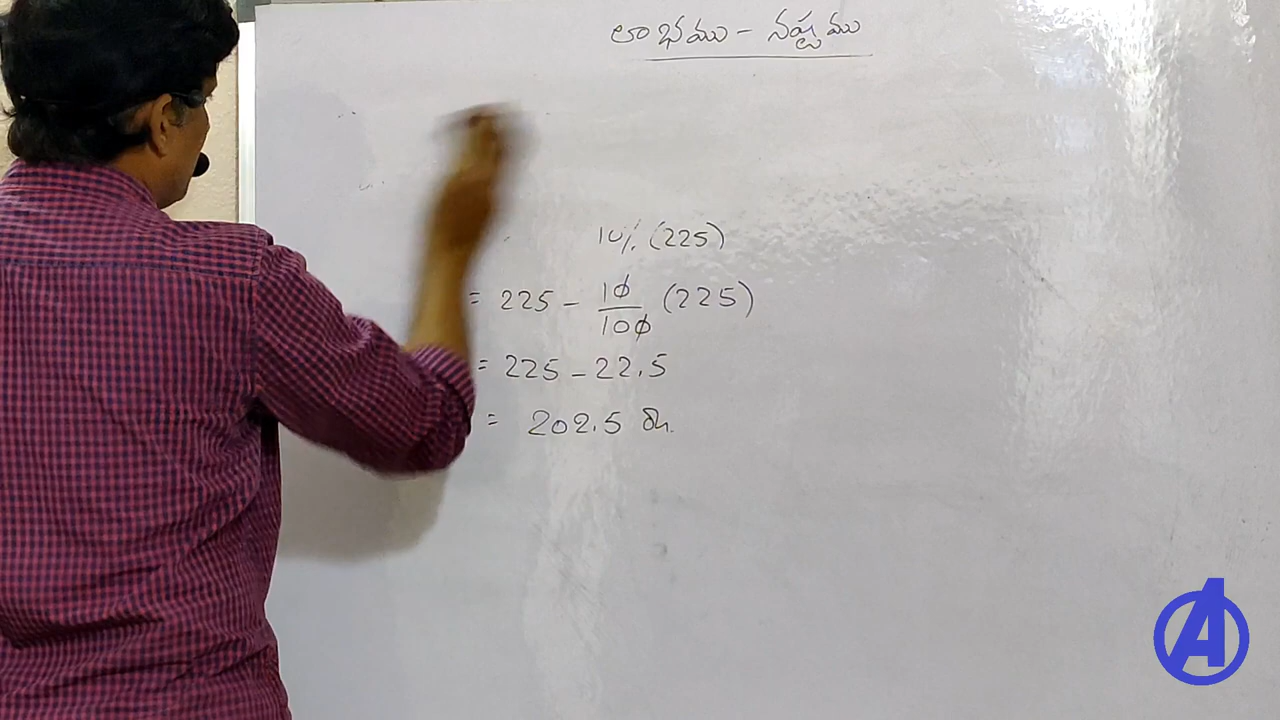 లాభము - నష్టము
10% (225)
= 225 - 10/100 (225)
= 225 - 22.5
= 202.5 రూ.